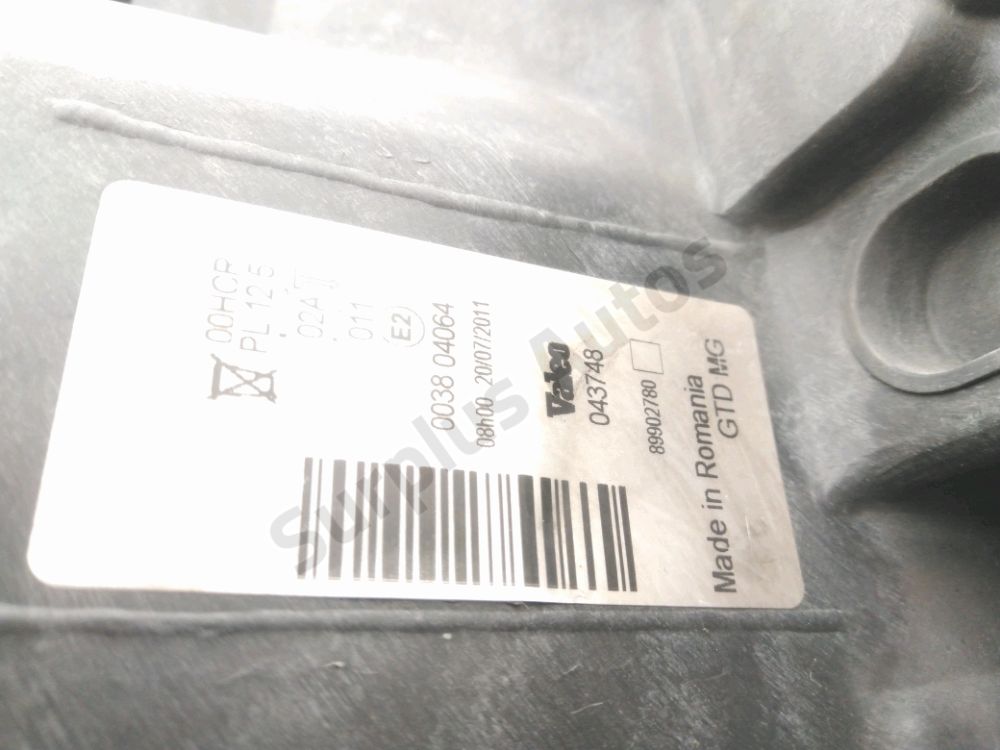 00HCR
PL 12.5
02A
011
E2
0038 04064
08h00 20/07/2011
Valeo
043748
89902780
Made in Romania
GTD MG
Surplus Autos